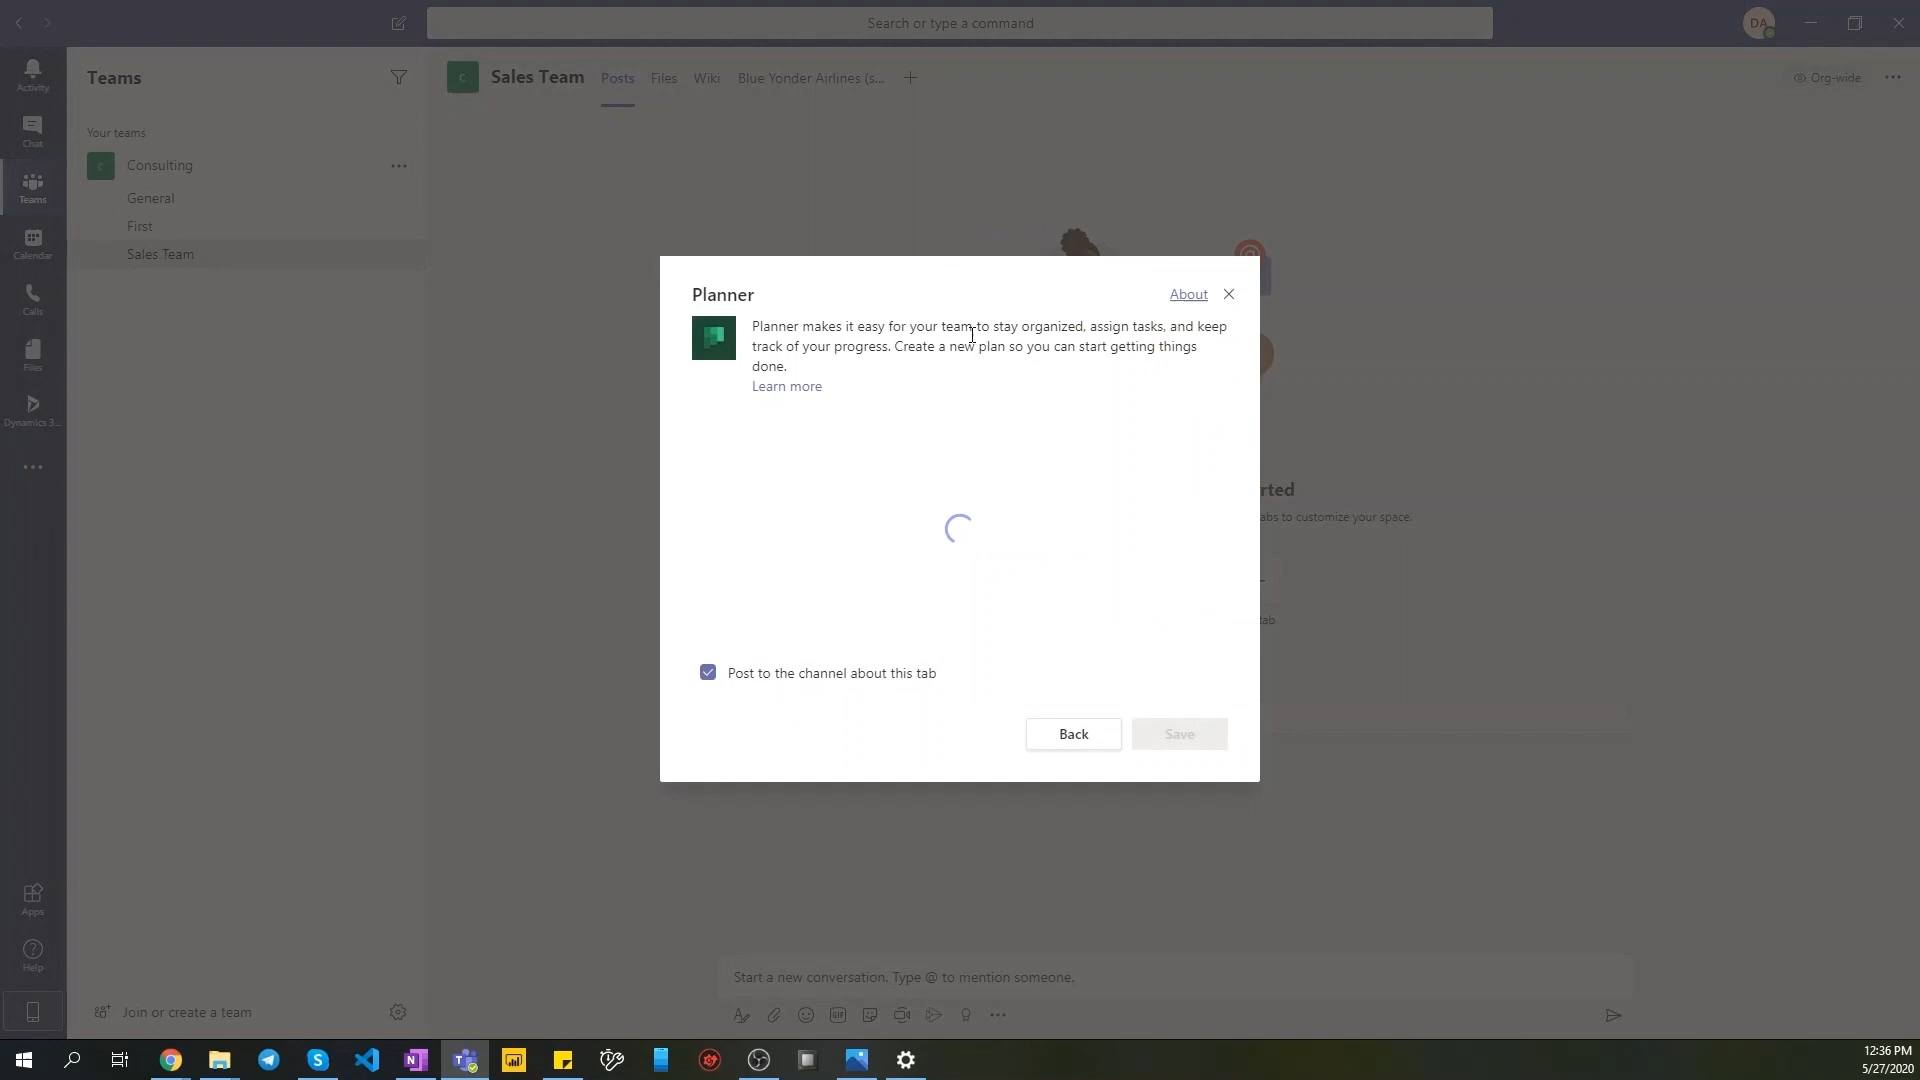 Search or type a command
DA
Activity
Chat
Teams
Calendar
Calls
Files
Dynamics 3...
Apps
Help
Teams
Your teams
C
Consulting
General
First
Sales Team
Join or create a team
C
Sales Team
Posts
Files
Wiki
Blue Yonder Airlines (s...
Org-wide
Planner
About
Planner makes it easy for your team to stay organized, assign tasks, and keep
track of your progress. Create a new plan so you can start getting things
done.
Learn more
Post to the channel about this tab
Back
Save
rted
abs to customize your space.
tab
Start a new conversation. Type @ to mention someone.
GIF
12:36 PM
5/27/2020